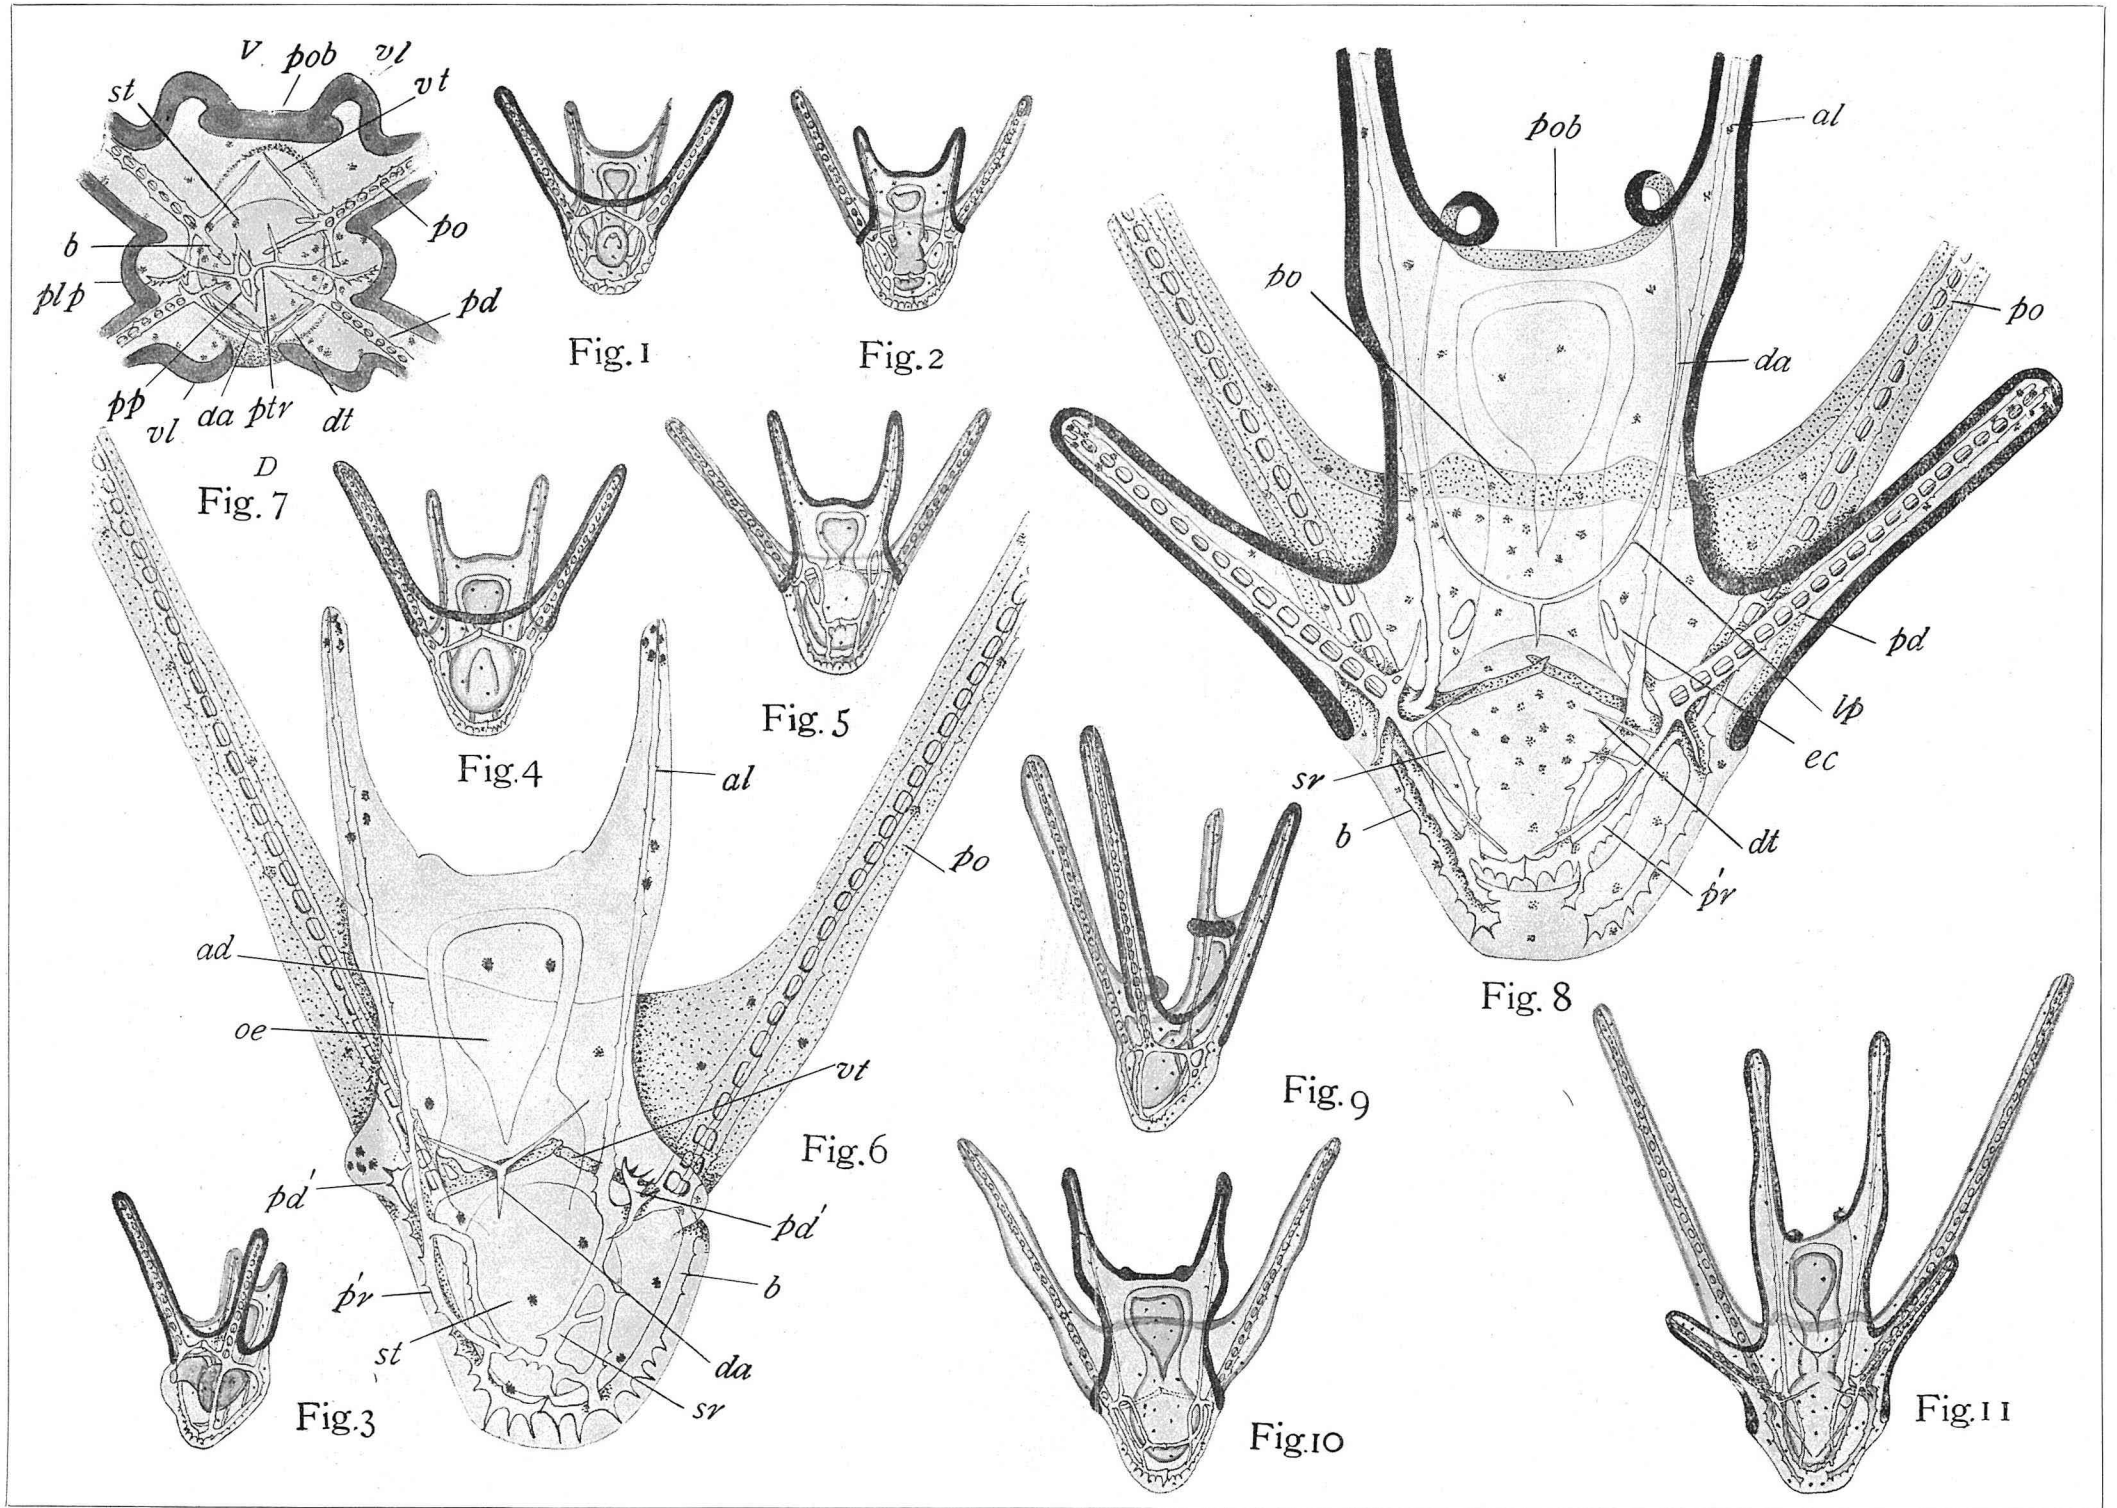 V pob vl
st vt
b po
plp pd
pp vl da ptr dt
D
Fig. 7
Fig. 1
Fig. 2
Fig. 4
Fig. 5
al
po
ad
oe
vt
pd'
pd'
p'r
b
st
da
sr
Fig. 6
Fig. 3
pob
al
po
po
da
pd
lp
ec
sr
b
dt
p'r
Fig. 8
Fig. 9
Fig. 10
Fig. 11